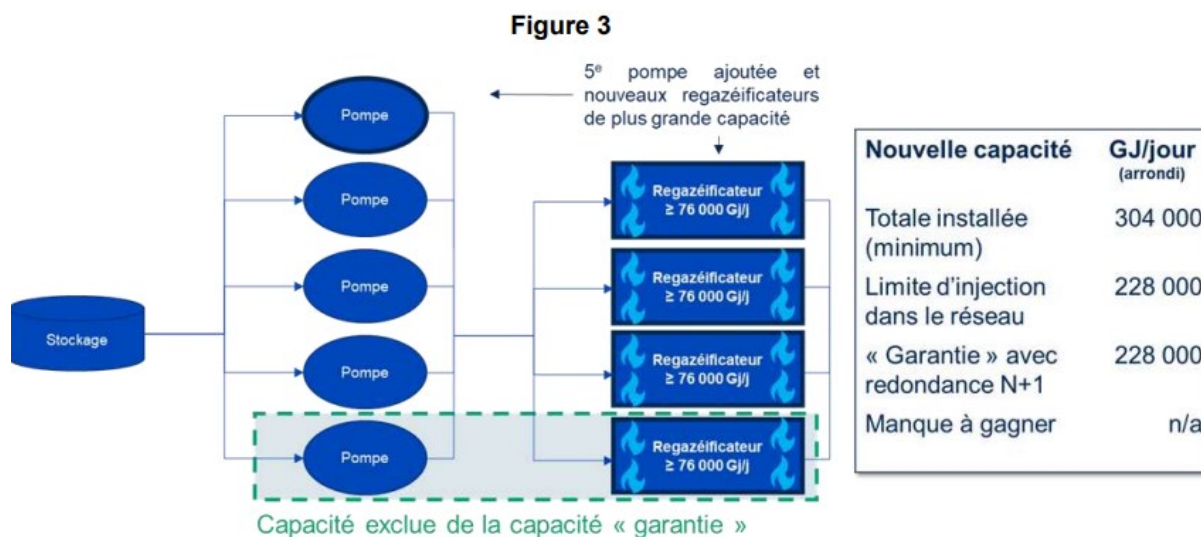 Figure 3
5e pompe ajoutée et
nouveaux regazéificateurs
de plus grande capacité
Stockage
Pompe
Pompe
Pompe
Pompe
Pompe
Regazéificateur
≥ 76 000 Gj/j
Regazéificateur
≥ 76 000 Gj/j
Regazéificateur
≥ 76 000 Gj/j
Regazéificateur
≥ 76 000 Gj/j
Capacité exclue de la capacité « garantie »
Nouvelle capacité GJ/jour
(arrondi)
Totale installée 304 000
(minimum)
Limite d'injection 228 000
dans le réseau
« Garantie » avec 228 000
redondance N+1
Manque à gagner n/a